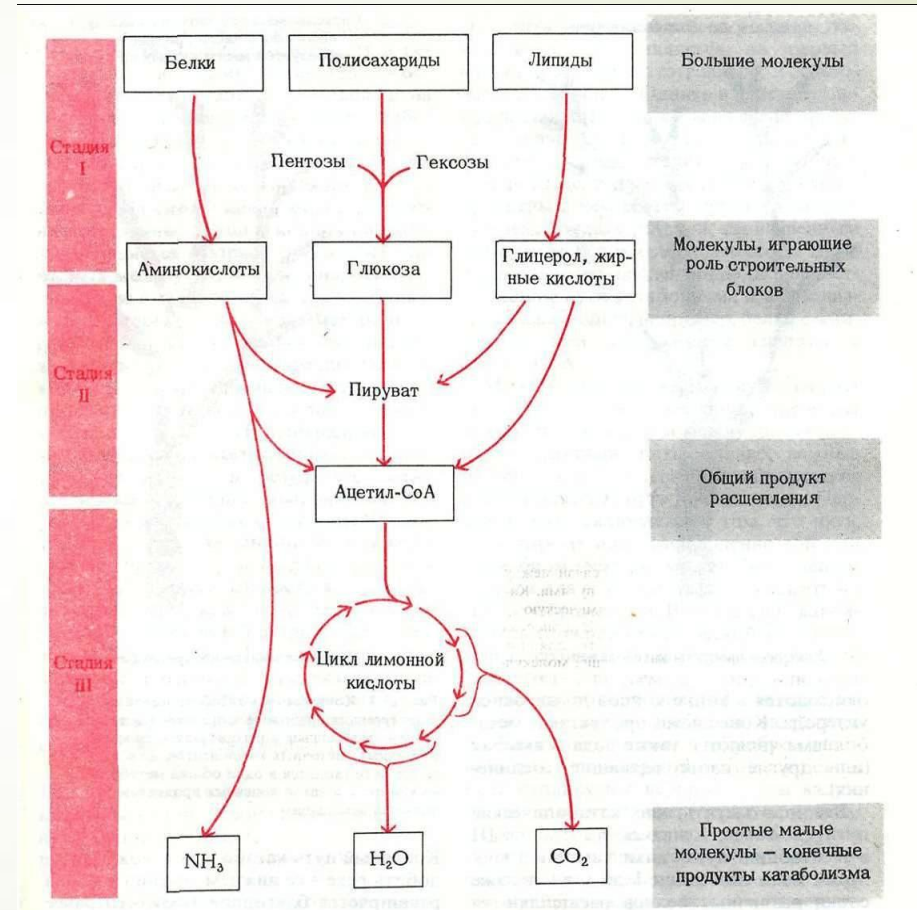 Белки
Полисахариды
Липиды
Большие молекулы
Стадия
I
Пентозы
Гексозы
Аминокислоты
Глюкоза
Глицерол, жир-
ные кислоты
Молекулы, играющие
роль строительных
блоков
Стадия
II
Пируват
Ацетил-СоА
Общий продукт
расщепления
Стадия
III
Цикл лимонной
кислоты
NH₃
H₂O
CO₂
Простые малые
молекулы – конечные
продукты катаболизма